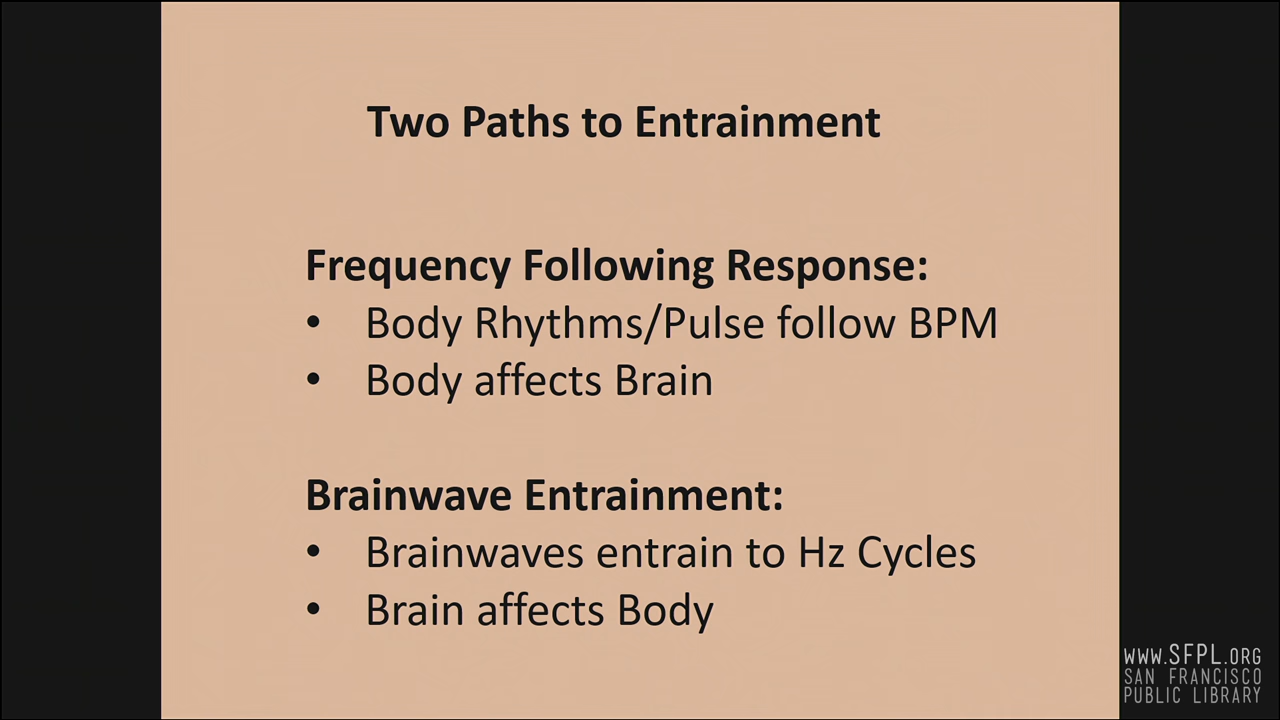 Two Paths to Entrainment
Frequency Following Response:
• Body Rhythms/Pulse follow BPM
• Body affects Brain
Brainwave Entrainment:
• Brainwaves entrain to Hz Cycles
• Brain affects Body
WWW.SFPL.ORG
SAN FRANCISCO
PUBLIC LIBRARY